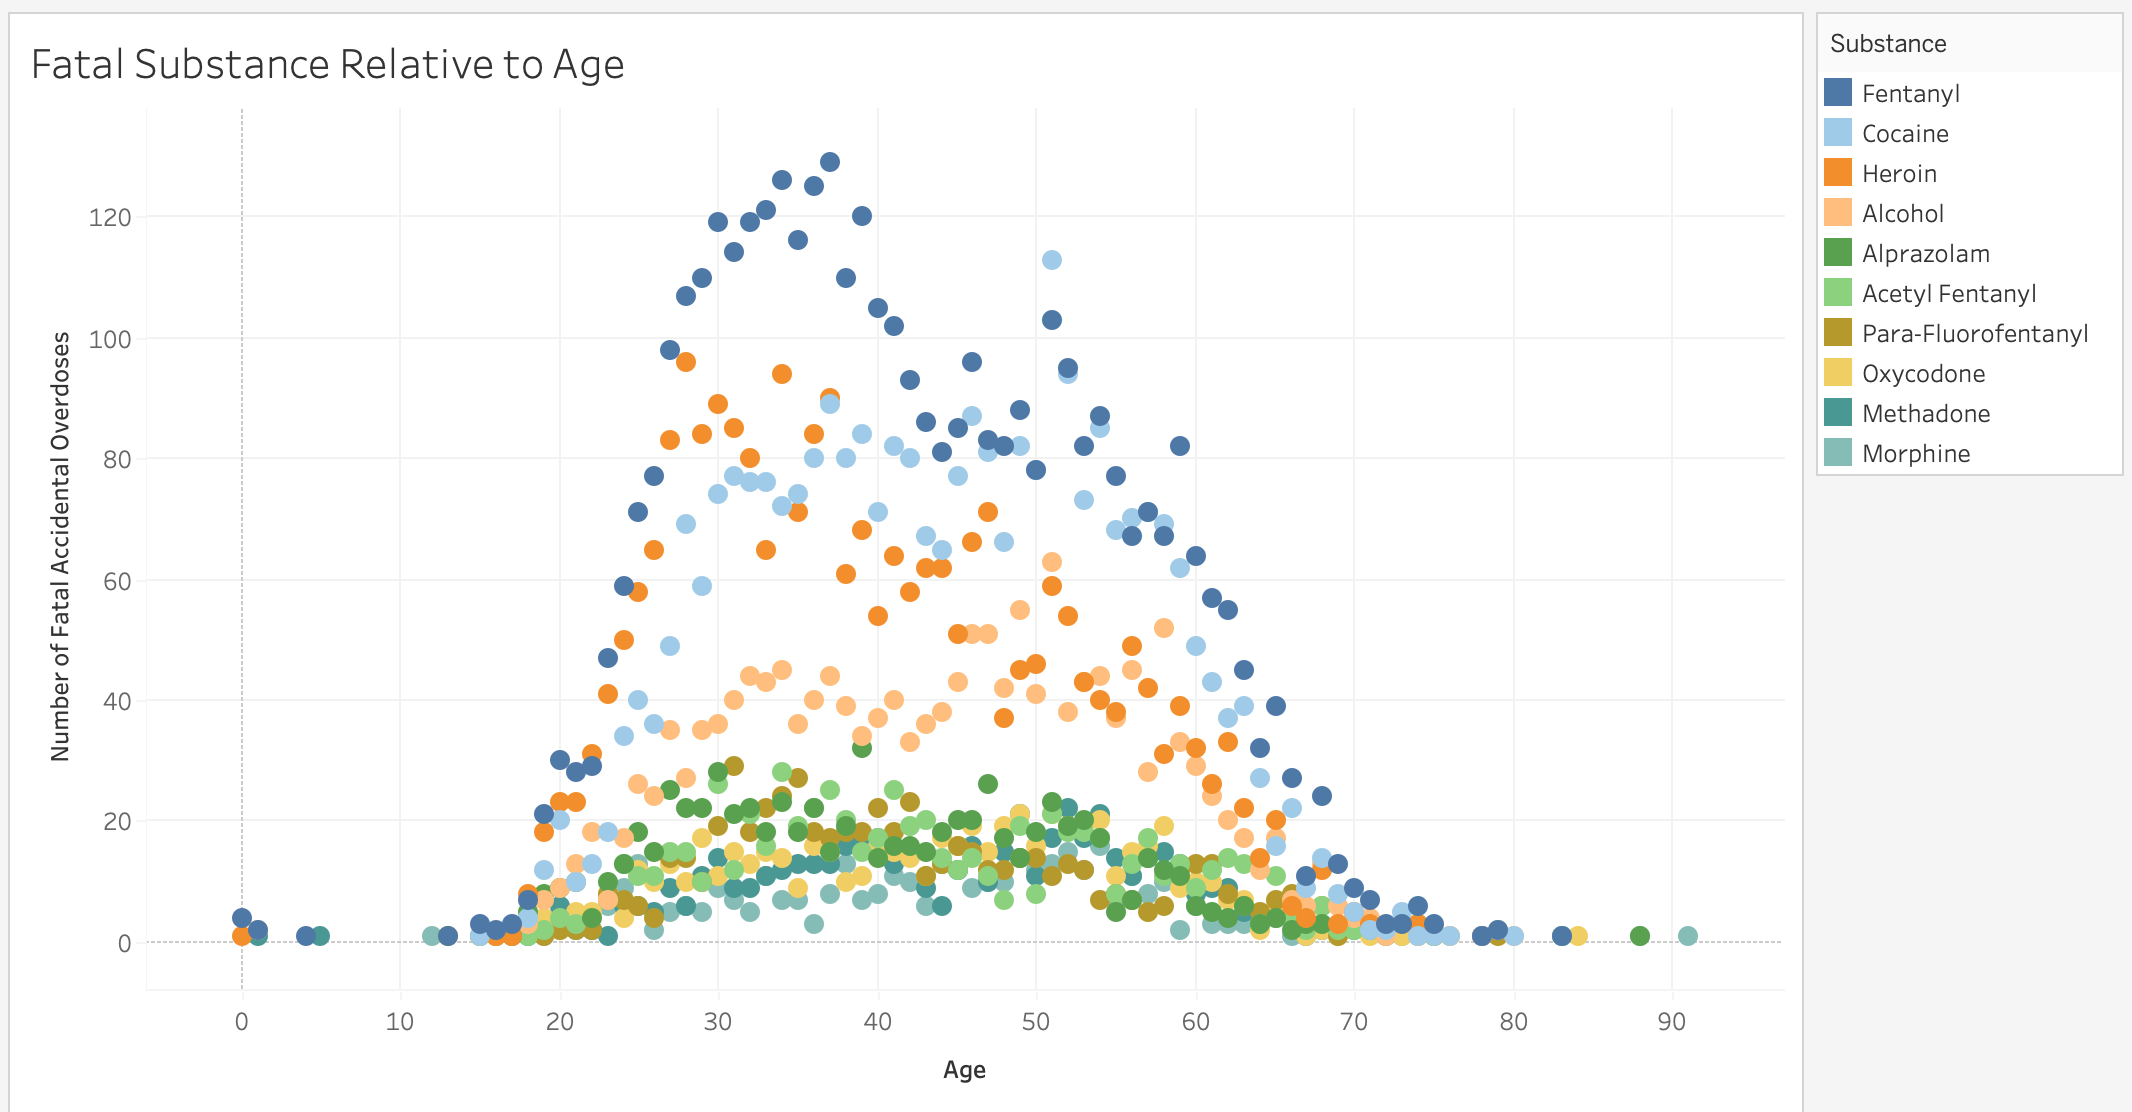 Fatal Substance Relative to Age
Substance
Fentanyl
Cocaine
Heroin
Alcohol
Alprazolam
Acetyl Fentanyl
Para-Fluorofentanyl
Oxycodone
Methadone
Morphine
Number of Fatal Accidental Overdoses
120
100
80
60
40
20
0
0 10 20 30 40 50 60 70 80 90
Age